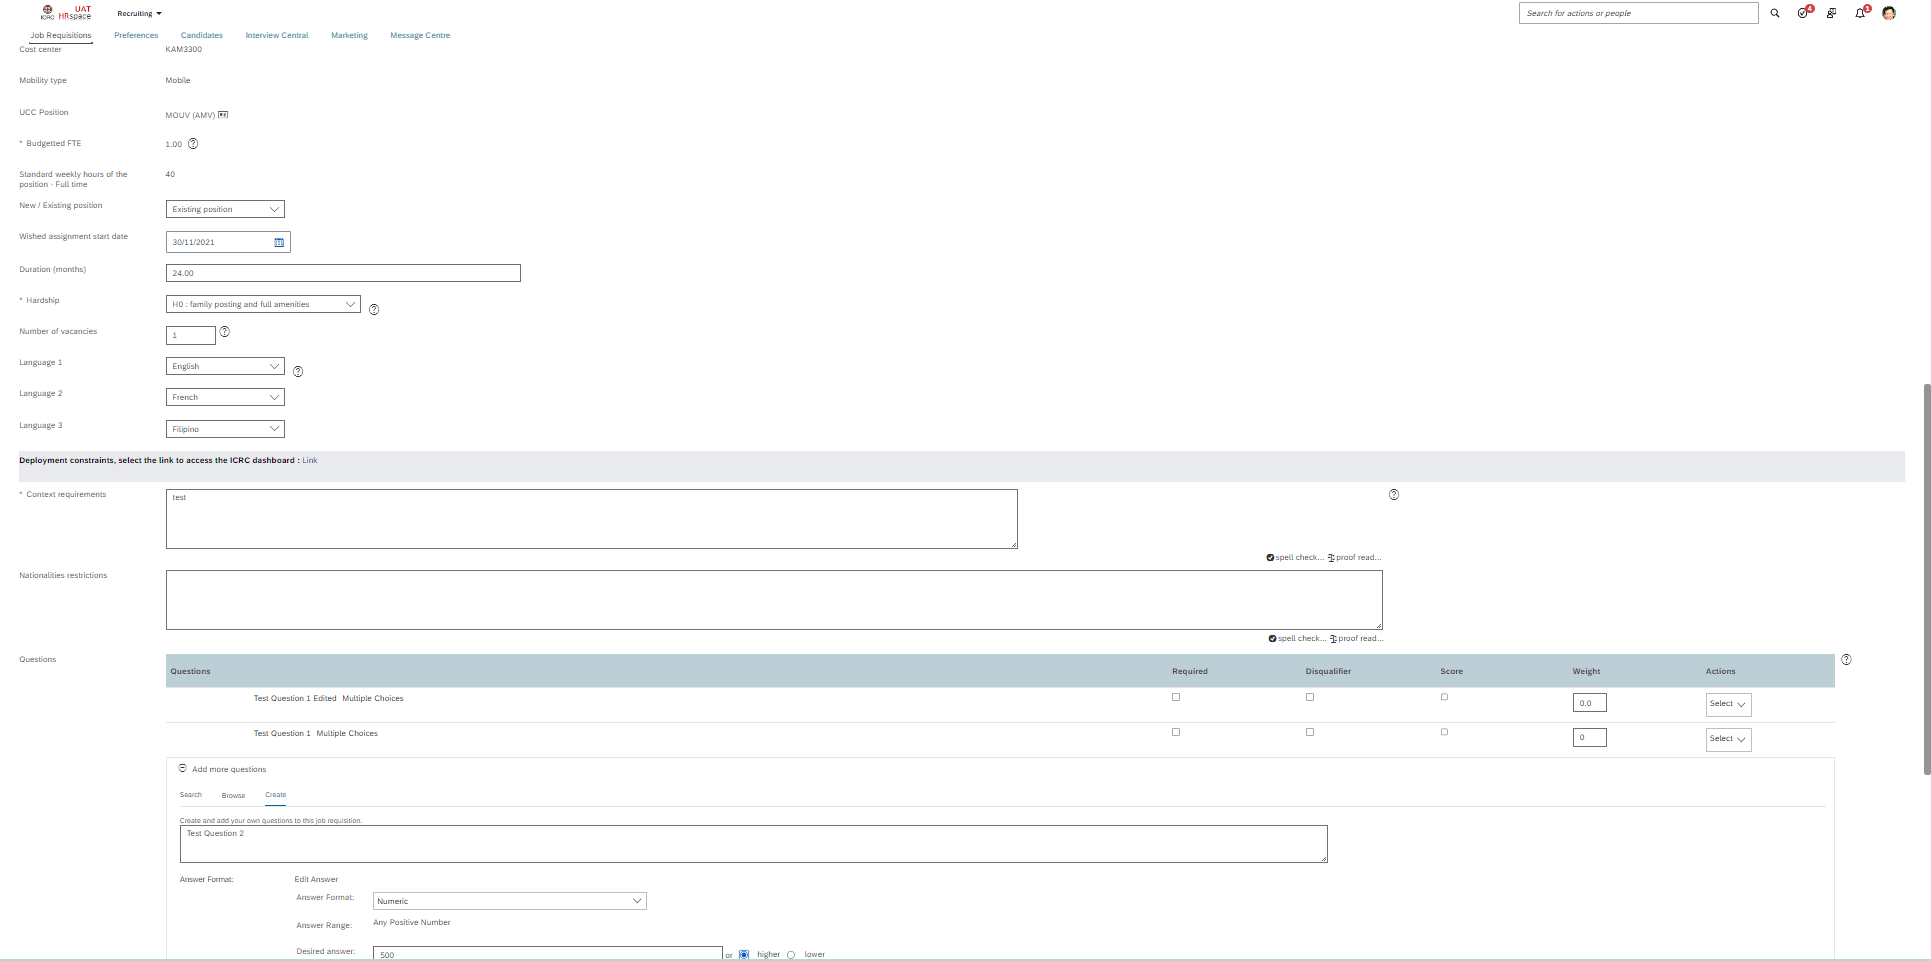 ICRC
UAT
HRspace
Recruiting
Search for actions or people
4
1
Job Requisitions Preferences Candidates Interview Central Marketing Message Centre
Cost center KAM3300
Mobility type Mobile
UCC Position MOUV (AMV)
* Budgetted FTE 1.00 ?
Standard weekly hours of the position - Full time 40
New / Existing position Existing position
Wished assignment start date 30/11/2021
Duration (months) 24.00
* Hardship H0 : family posting and full amenities ?
Number of vacancies 1 ?
Language 1 English ?
Language 2 French
Language 3 Filipino
Deployment constraints, select the link to access the ICRC dashboard : Link
* Context requirements test ?
spell check... proof read...
Nationalities restrictions
spell check... proof read...
Questions ?
Questions Required Disqualifier Score Weight Actions
Test Question 1 Edited Multiple Choices 0.0 Select
Test Question 1 Multiple Choices 0 Select
Add more questions
Search Browse Create
Create and add your own questions to this job requisition.
Test Question 2
Answer Format: Edit Answer
Answer Format: Numeric
Answer Range: Any Positive Number
Desired answer: 500 or higher lower